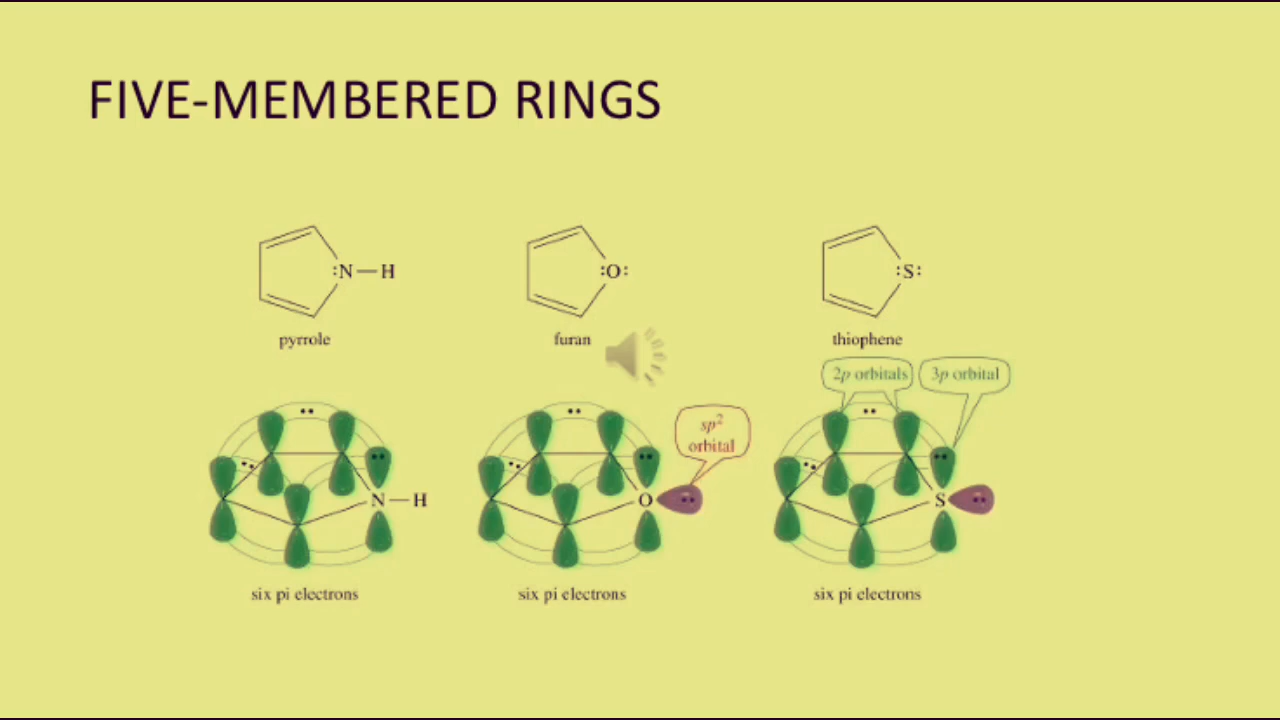 FIVE-MEMBERED RINGS
:N—H
:O:
:S:
pyrrole
furan
thiophene
2p orbitals
3p orbital
sp²
orbital
N—H
O
S
six pi electrons
six pi electrons
six pi electrons